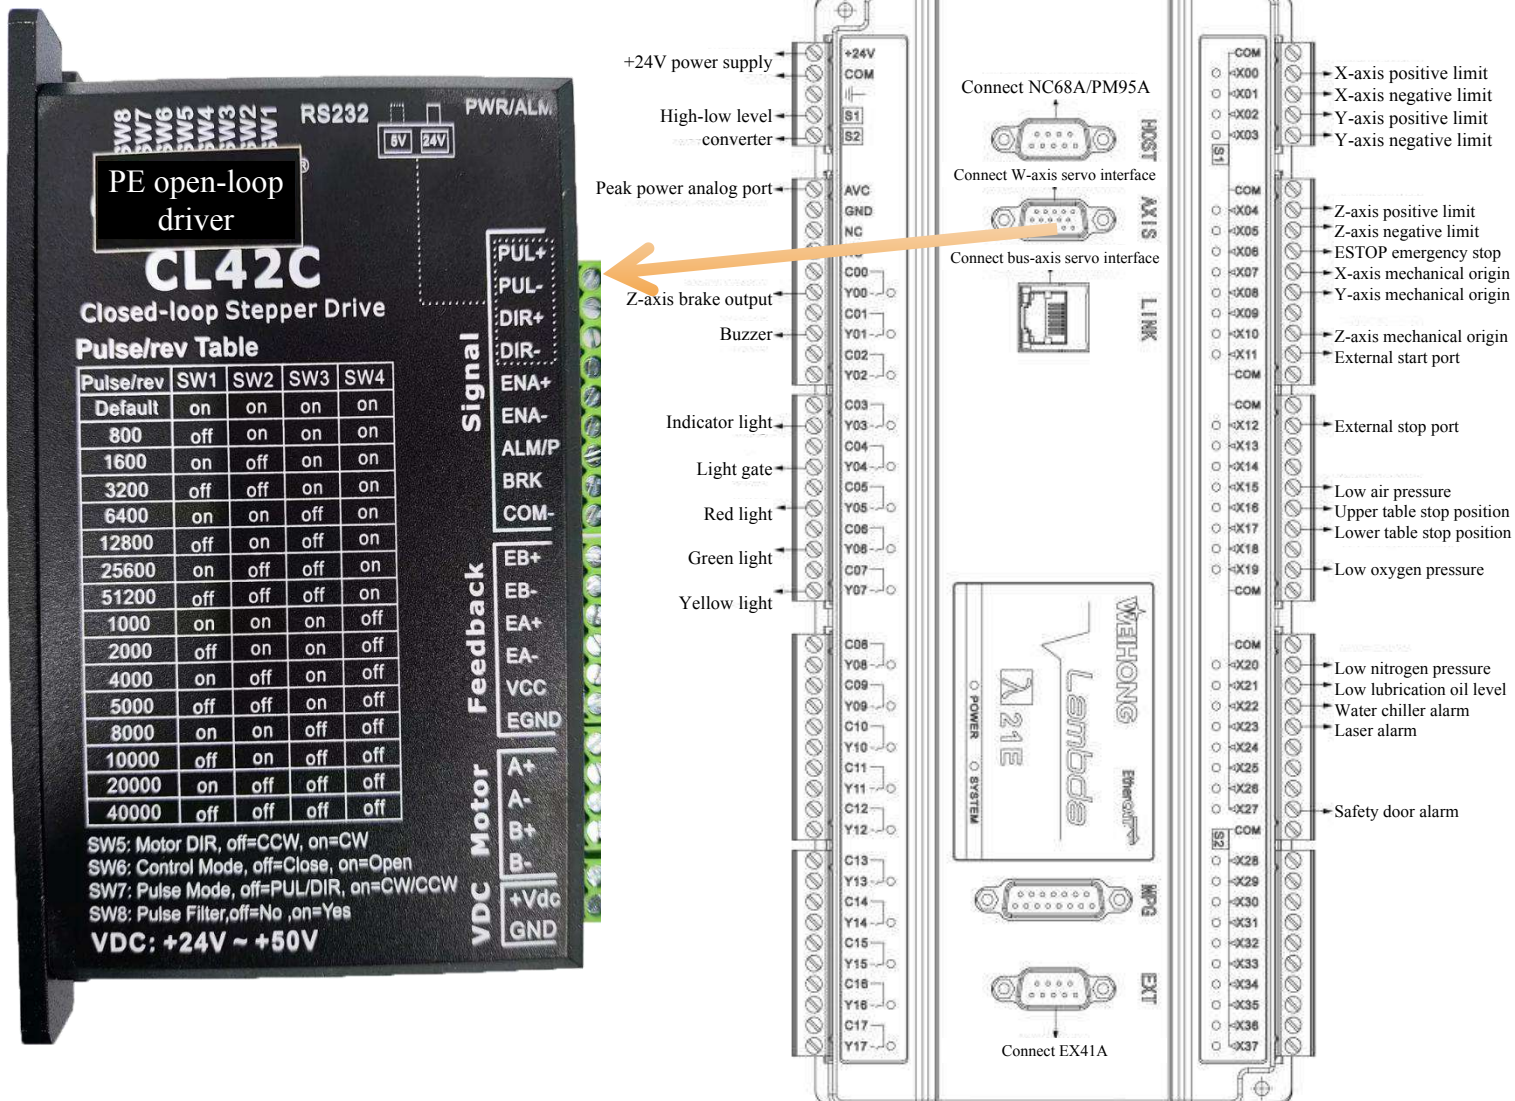 SW8
SW7
SW6
SW5
SW4
SW3
SW2
SW1
RS232
PWR/ALM
5V 24V
PE open-loop
driver
CL42C
Closed-loop Stepper Drive
Pulse/rev Table
Pulse/rev SW1 SW2 SW3 SW4
Default on on on on
800 off on on on
1600 on off on on
3200 off off on on
6400 on on off on
12800 off on off on
25600 on off off on
51200 off off off on
1000 on on on off
2000 off on on off
4000 on off on off
5000 off off on off
8000 on on off off
10000 off on off off
20000 on off off off
40000 off off off off
SW5: Motor DIR, off=CCW, on=CW
SW6: Control Mode, off=Close, on=Open
SW7: Pulse Mode, off=PUL/DIR, on=CW/CCW
SW8: Pulse Filter,off=No ,on=Yes
VDC: +24V ~ +50V
Signal
PUL+
PUL-
DIR+
DIR-
ENA+
ENA-
ALM/P
BRK
COM-
Feedback
EB+
EB-
EA+
EA-
VCC
EGND
Motor
A+
A-
B+
B-
VDC
+Vdc
GND
+24V power supply
High-low level
converter
Peak power analog port
Z-axis brake output
Buzzer
Indicator light
Light gate
Red light
Green light
Yellow light
+24V
COM
S1
S2
AVC
GND
NC
C00
Y00
C01
Y01
C02
Y02
C03
Y03
C04
Y04
C05
Y05
C06
Y06
C07
Y07
C08
Y08
C09
Y09
C10
Y10
C11
Y11
C12
Y12
C13
Y13
C14
Y14
C15
Y15
C16
Y16
C17
Y17
Connect NC68A/PM95A
HOST
Connect W-axis servo interface
AXIS
Connect bus-axis servo interface
LINK
WEIHONG
Lambda
λ 21E
EtherCAT
POWER
SYSTEM
MPG
EXT
Connect EX41A
COM
X00
X01
X02
X03
S1
COM
X04
X05
X06
X07
X08
X09
X10
X11
COM
COM
X12
X13
X14
X15
X16
X17
X18
X19
COM
COM
X20
X21
X22
X23
X24
X25
X26
X27
COM
S2
X28
X29
X30
X31
X32
X33
X34
X35
X36
X37
X-axis positive limit
X-axis negative limit
Y-axis positive limit
Y-axis negative limit
Z-axis positive limit
Z-axis negative limit
ESTOP emergency stop
X-axis mechanical origin
Y-axis mechanical origin
Z-axis mechanical origin
External start port
External stop port
Low air pressure
Upper table stop position
Lower table stop position
Low oxygen pressure
Low nitrogen pressure
Low lubrication oil level
Water chiller alarm
Laser alarm
Safety door alarm